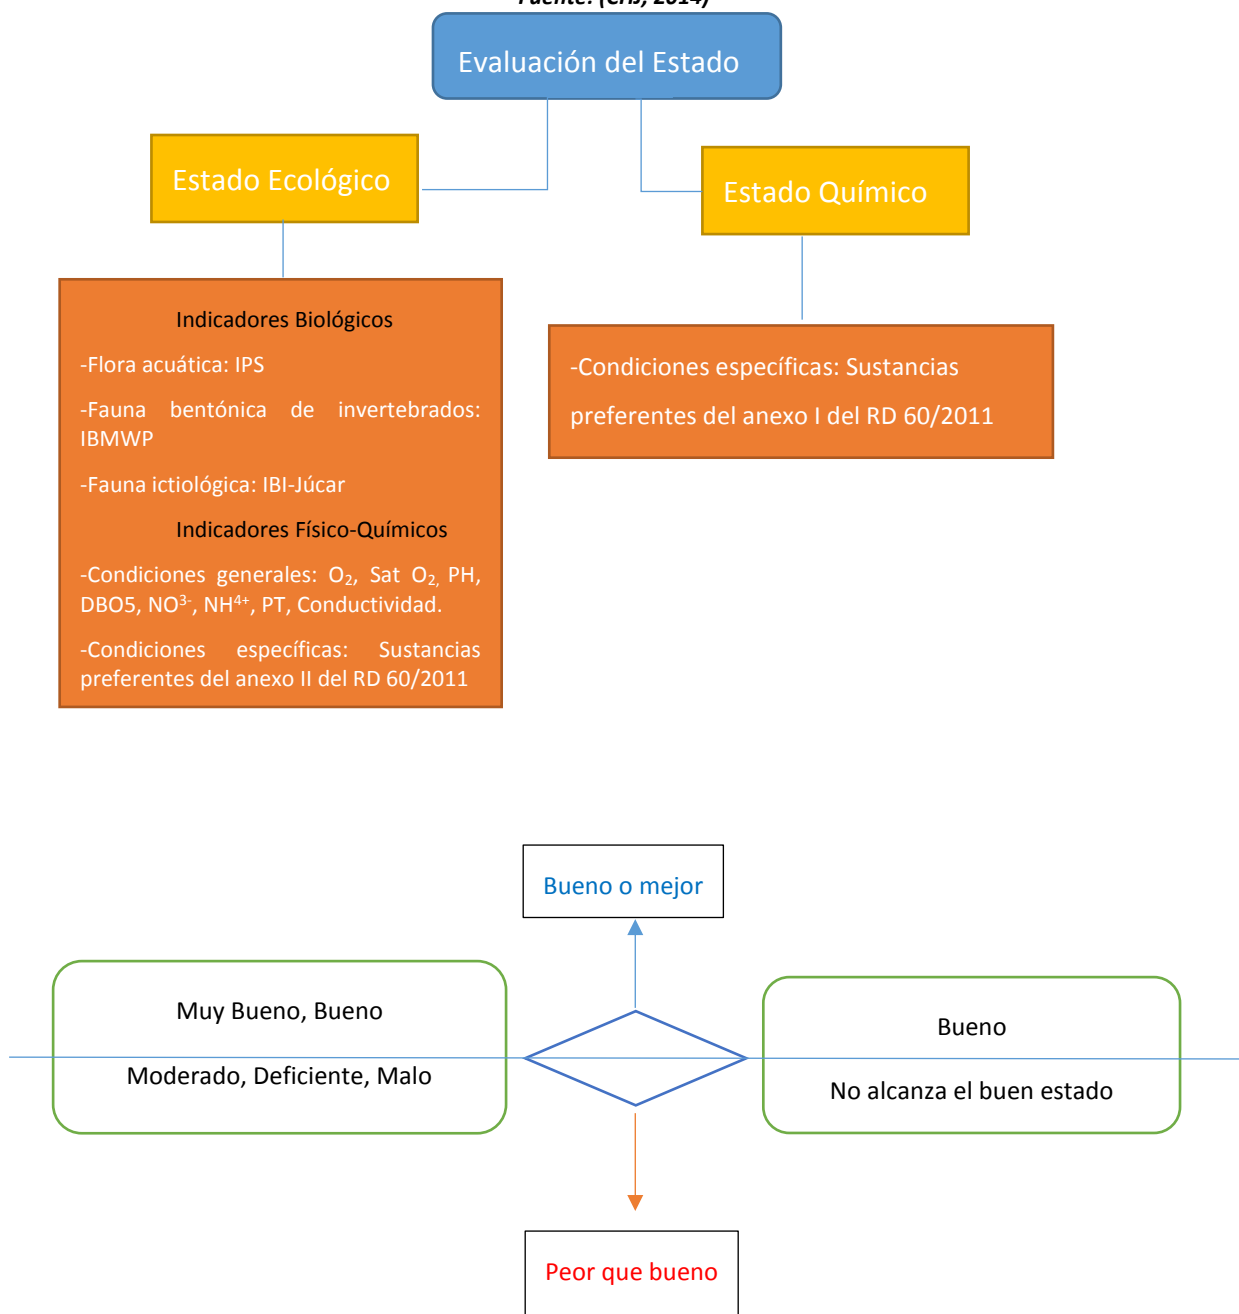 Fuente: (CHJ, 2014)
Evaluación del Estado
Estado Ecológico
Estado Químico
Indicadores Biológicos
-Flora acuática: IPS
-Fauna bentónica de invertebrados:
IBMWP
-Fauna ictiológica: IBI-Júcar
Indicadores Físico-Químicos
-Condiciones generales: O₂, Sat O₂, PH,
DBO5, NO³⁻, NH⁴⁺, PT, Conductividad.
-Condiciones específicas: Sustancias
preferentes del anexo II del RD 60/2011
-Condiciones específicas: Sustancias
preferentes del anexo I del RD 60/2011
Bueno o mejor
Muy Bueno, Bueno
Moderado, Deficiente, Malo
Bueno
No alcanza el buen estado
Peor que bueno